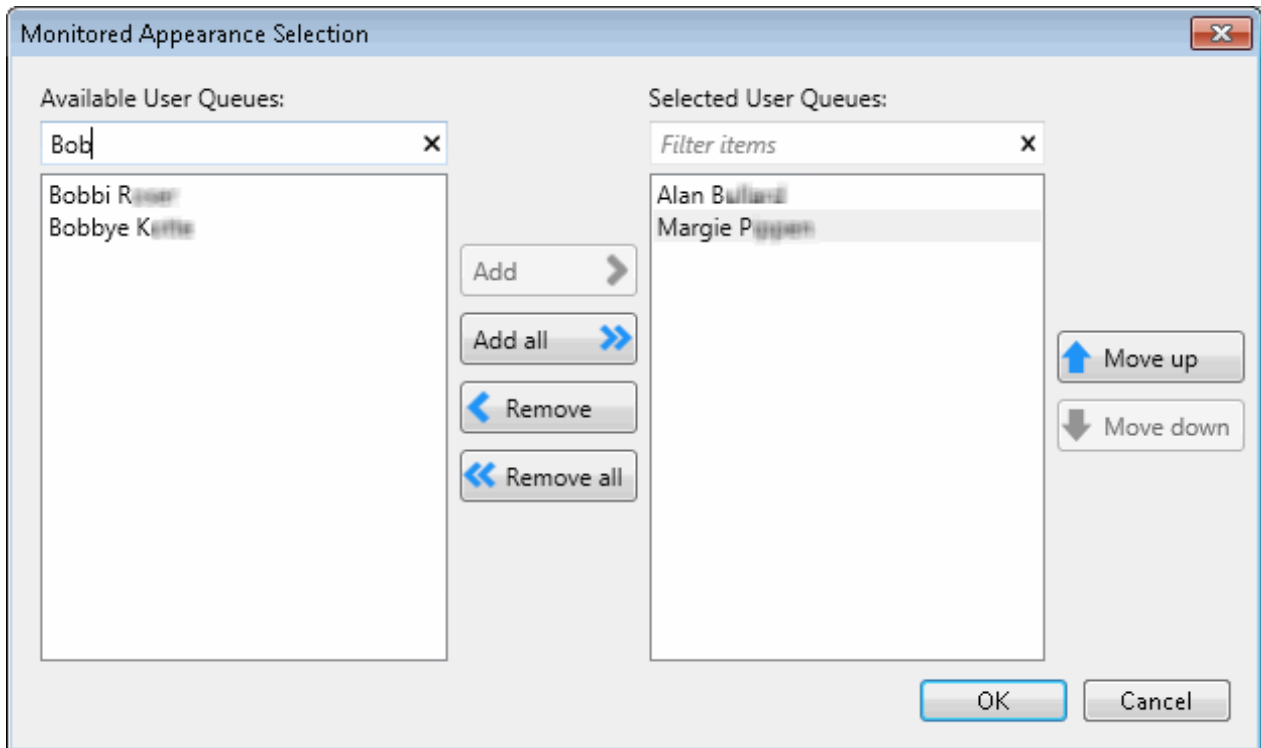 Monitored Appearance Selection
Available User Queues:
Bob
Bobbi R
Bobbye K
Add
Add all
Remove
Remove all
Selected User Queues:
Filter items
Alan B
Margie P
Move up
Move down
OK
Cancel